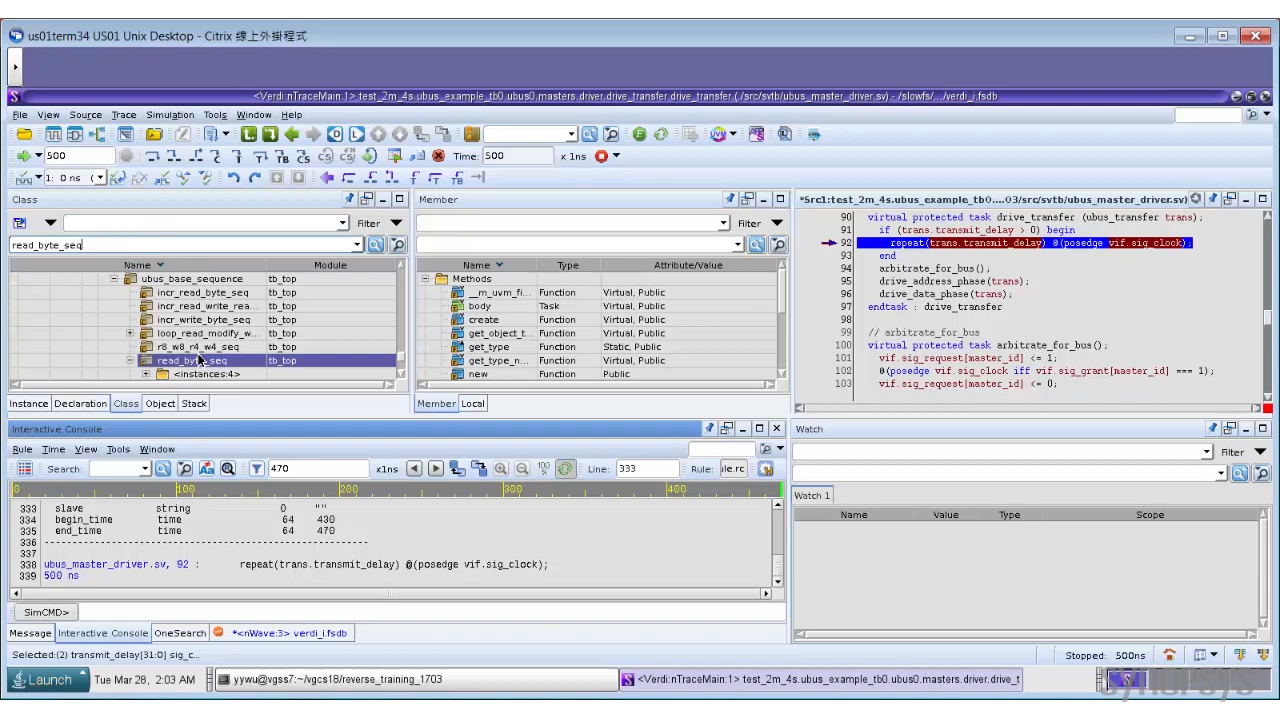 us01term34 US01 Unix Desktop - Citrix 線上外掛程式
<Verdi:nTraceMain:1> test_2m_4s.ubus_example_tb0.ubus0.masters.driver.drive_transfer drive_transfer (./src/svtb/ubus_master_driver.sv) - /slowfs/.../verdi_i.fsdb
File View Source Trace Simulation Tools Window Help
500 Time: 500 x 1ns
1: 0 ns (
Class
Filter
read_byte_seq
Name Module
ubus_base_sequence tb_top
incr_read_byte_seq tb_top
incr_read_write_rea... tb_top
incr_write_byte_seq tb_top
loop_read_modify_w... tb_top
r8_w8_r4_w4_seq tb_top
read_byte_seq tb_top
<instances:4>
Instance Declaration Class Object Stack
Member
Filter
Name Type Attribute/Value
Methods
__m_uvm_fi... Function Virtual, Public
body Task Virtual, Public
create Function Virtual, Public
get_object_t... Function Virtual, Public
get_type Function Static, Public
get_type_n... Function Virtual, Public
new Function Public
Member Local
*Src1:test_2m_4s.ubus_example_tb0....03/src/svtb/ubus_master_driver.sv)
90 virtual protected task drive_transfer (ubus_transfer trans);
91 if (trans.transmit_delay > 0) begin
92 repeat(trans.transmit_delay) @(posedge vif.sig_clock);
93 end
94 arbitrate_for_bus();
95 drive_address_phase(trans);
96 drive_data_phase(trans);
97 endtask : drive_transfer
98
99 // arbitrate_for_bus
100 virtual protected task arbitrate_for_bus();
101 vif.sig_request[master_id] <= 1;
102 @(posedge vif.sig_clock iff vif.sig_grant[master_id] === 1);
103 vif.sig_request[master_id] <= 0;
Interactive Console
Rule Time View Tools Window
Search: 470 x1ns 100 % Line: 333 Rule: ile.rc
0 100 200 300 400
333 slave string 0 ""
334 begin_time time 64 430
335 end_time time 64 470
336 ----------------------------------------------------------
337
338 ubus_master_driver.sv, 92 : repeat(trans.transmit_delay) @(posedge vif.sig_clock);
339 500 ns
SimCMD>
Message Interactive Console OneSearch *<nWave:3> verdi_i.fsdb
Watch
Filter
Watch 1
Name Value Type Scope
Selected:(2) transmit_delay[31:0] sig_c...
Stopped: 500ns
Launch Tue Mar 28, 2:03 AM yywu@vgss7:~/vgcs18/reverse_training_1703 <Verdi:nTraceMain:1> test_2m_4s.ubus_example_tb0.ubus0.masters.driver.drive_t
synopsys